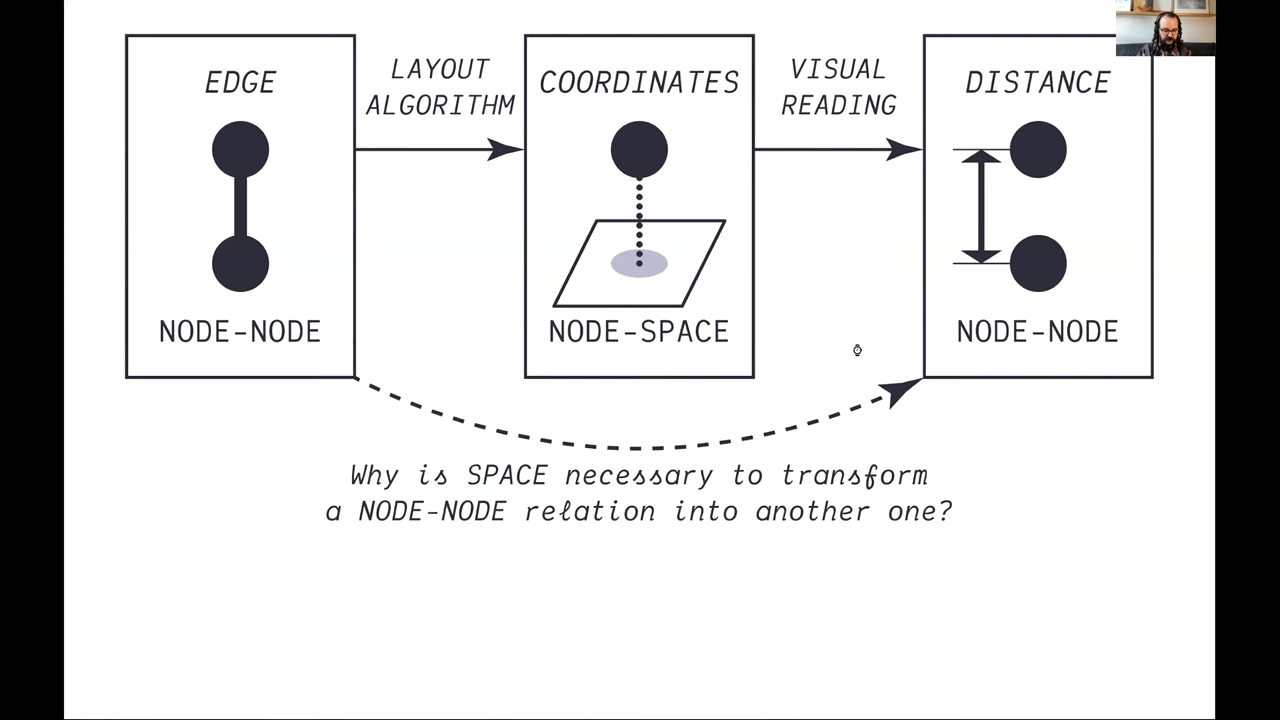 EDGE
NODE-NODE
LAYOUT
ALGORITHM
COORDINATES
NODE-SPACE
VISUAL
READING
DISTANCE
NODE-NODE
Why is SPACE necessary to transform
a NODE-NODE relation into another one?